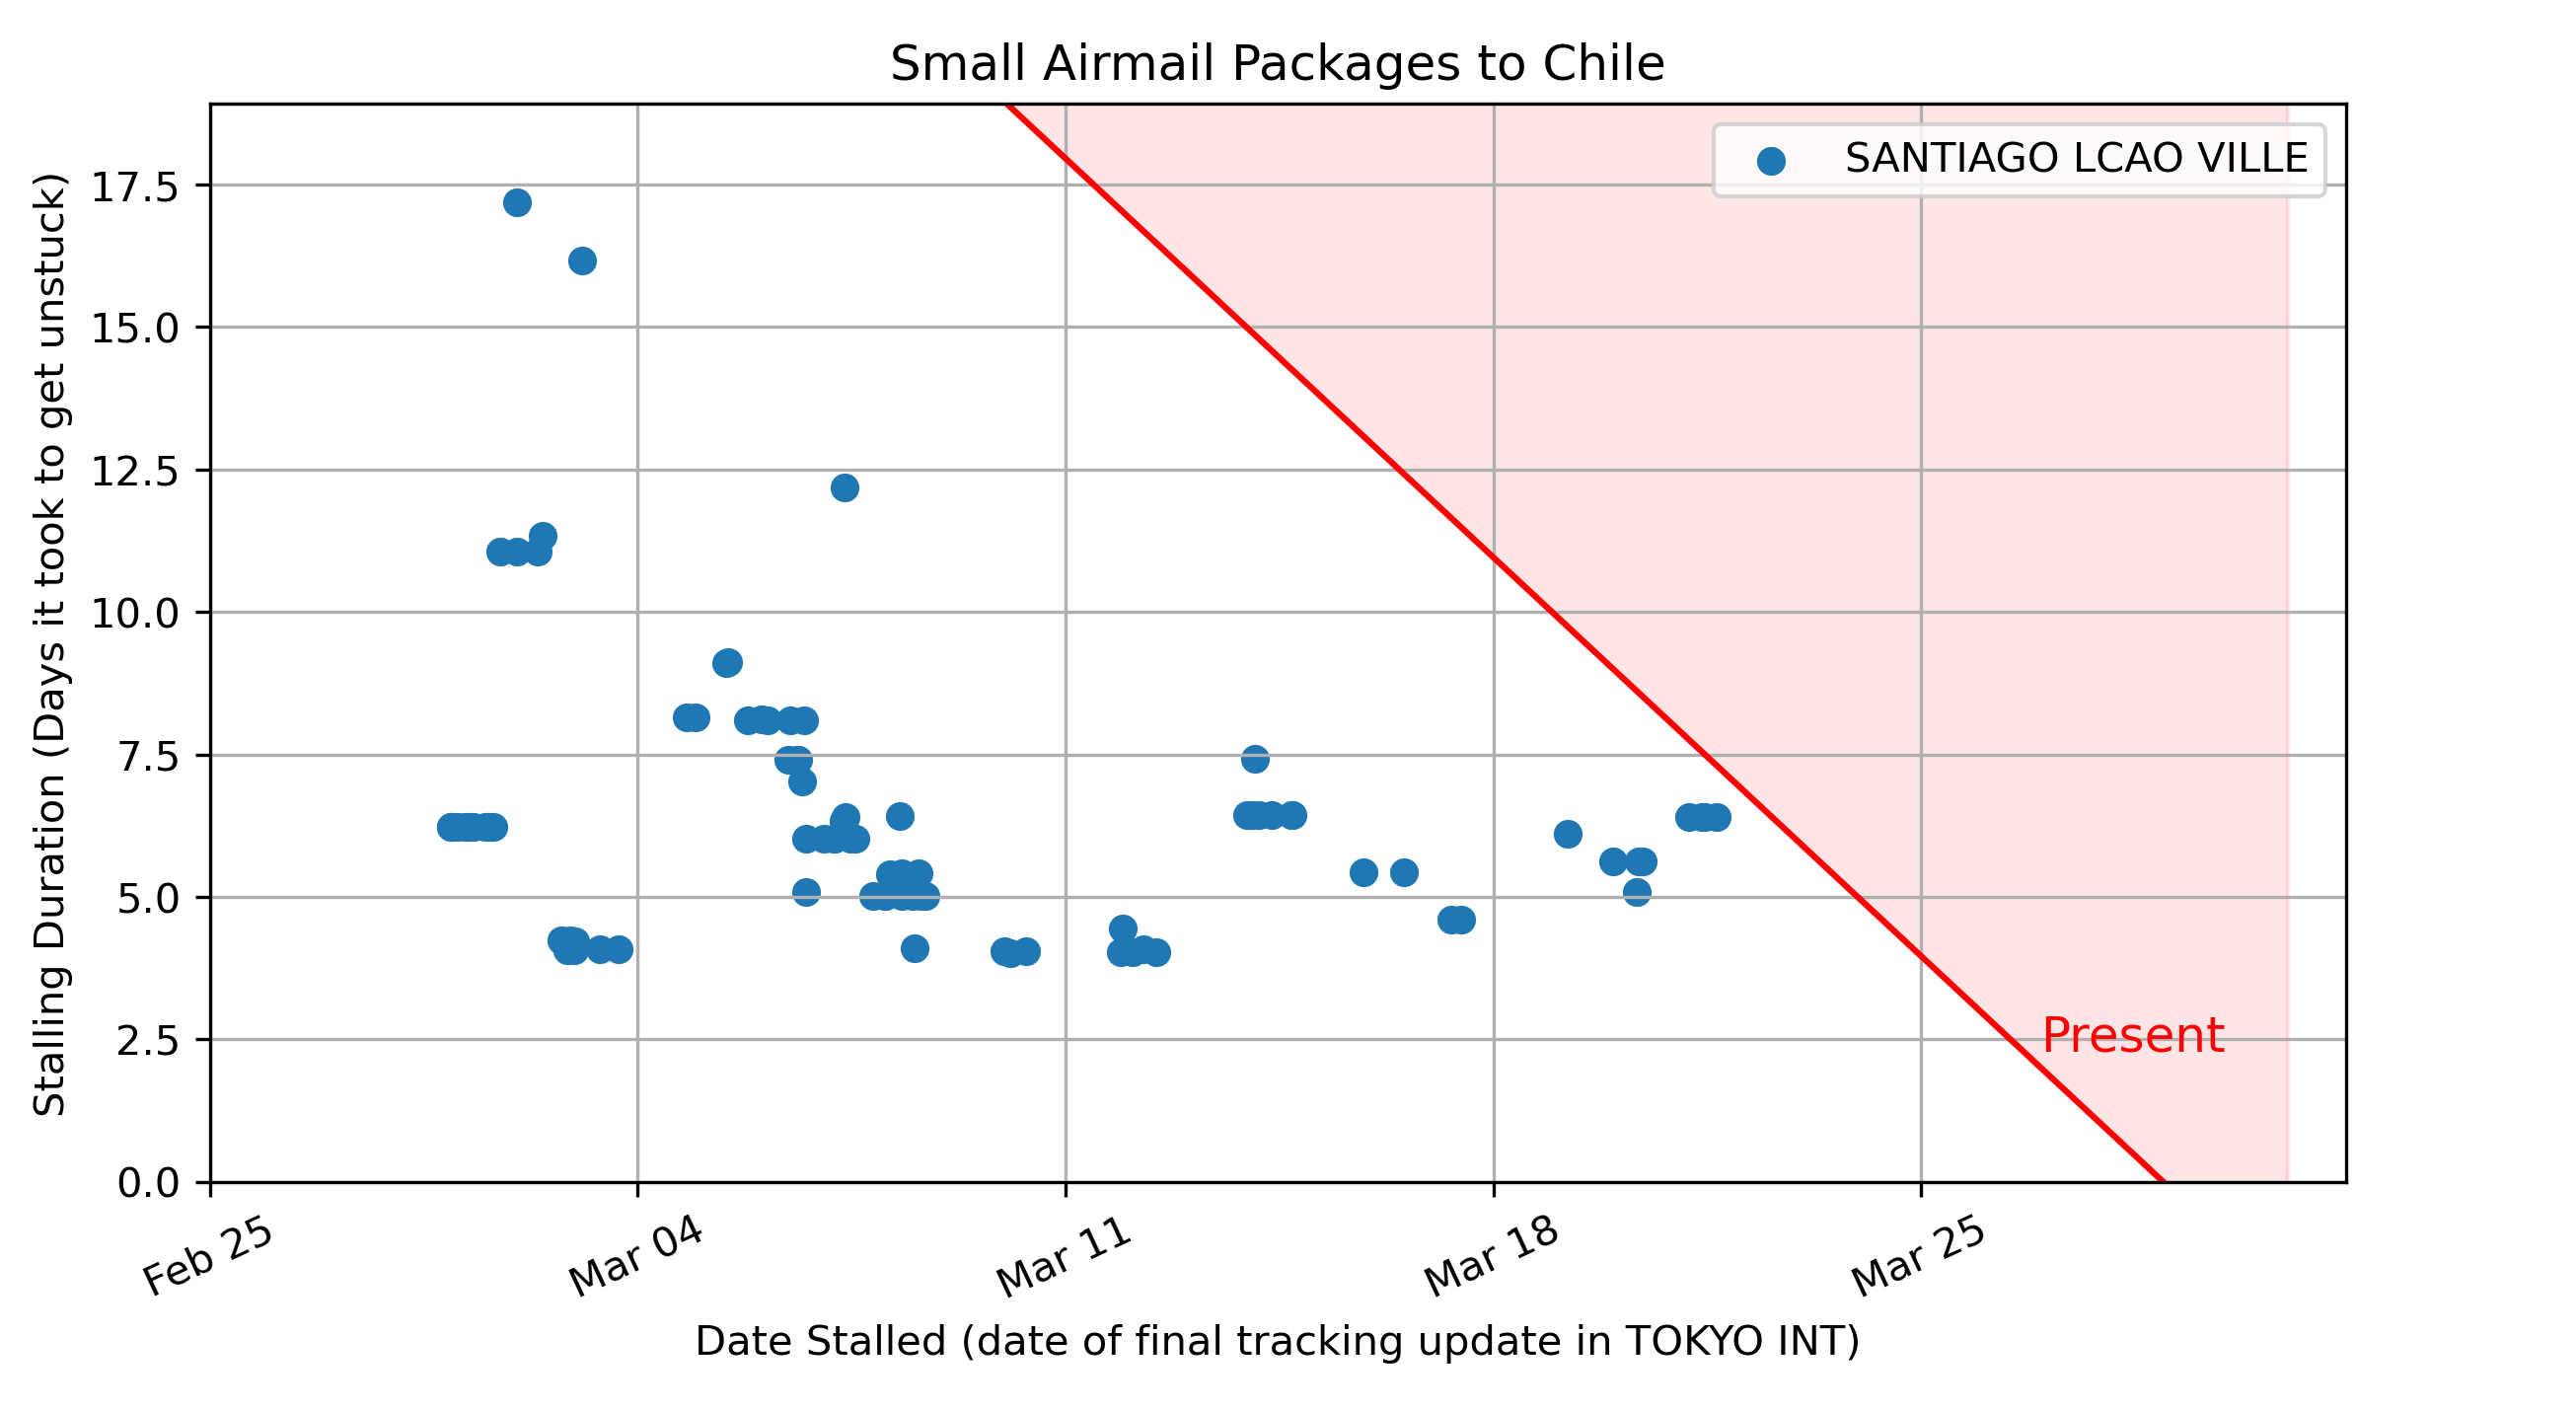 Small Airmail Packages to Chile
SANTIAGO LCAO VILLE
Stalling Duration (Days it took to get unstuck)
17.5
15.0
12.5
10.0
7.5
5.0
2.5
0.0
Present
Feb 25
Mar 04
Mar 11
Mar 18
Mar 25
Date Stalled (date of final tracking update in TOKYO INT)